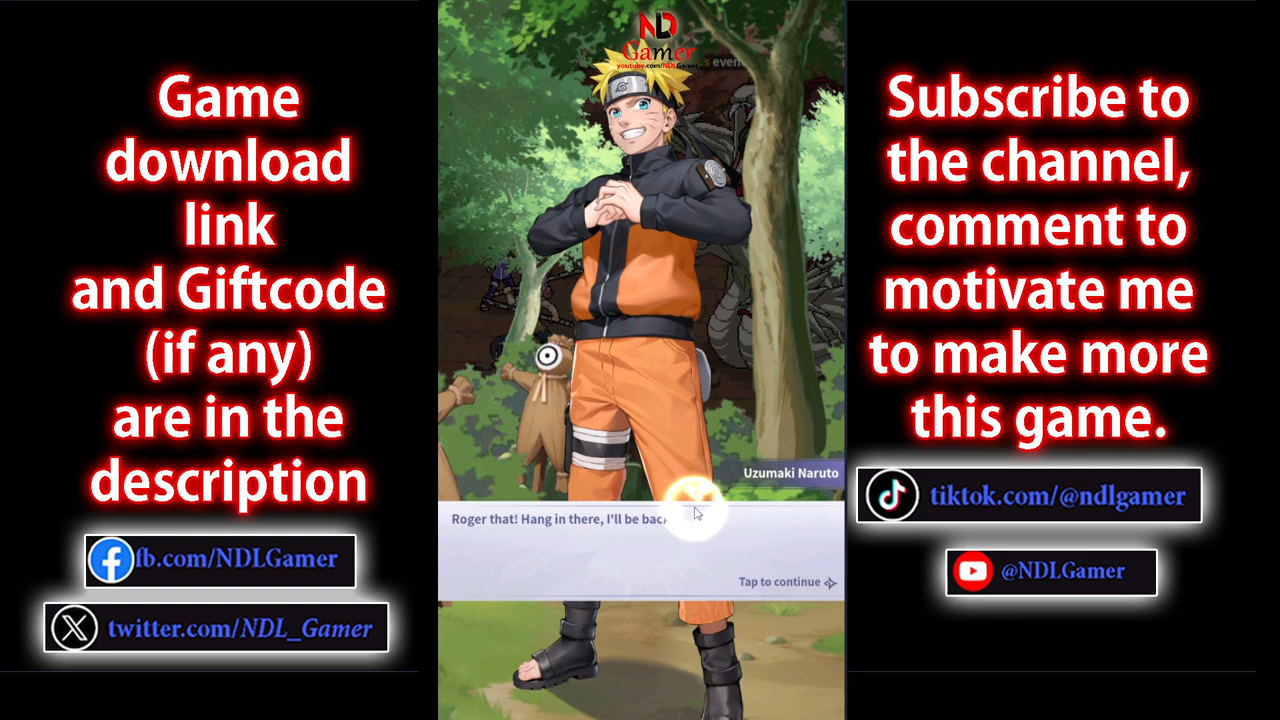 Game
download
link
and Giftcode
(if any)
are in the
description
fb.com/NDLGamer
twitter.com/NDL_Gamer
ND
Gamer
youtube.com/NDLGamer
even
Uzumaki Naruto
Roger that! Hang in there, I'll be back
Tap to continue
Subscribe to
the channel,
comment to
motivate me
to make more
this game.
tiktok.com/@ndlgamer
@NDLGamer